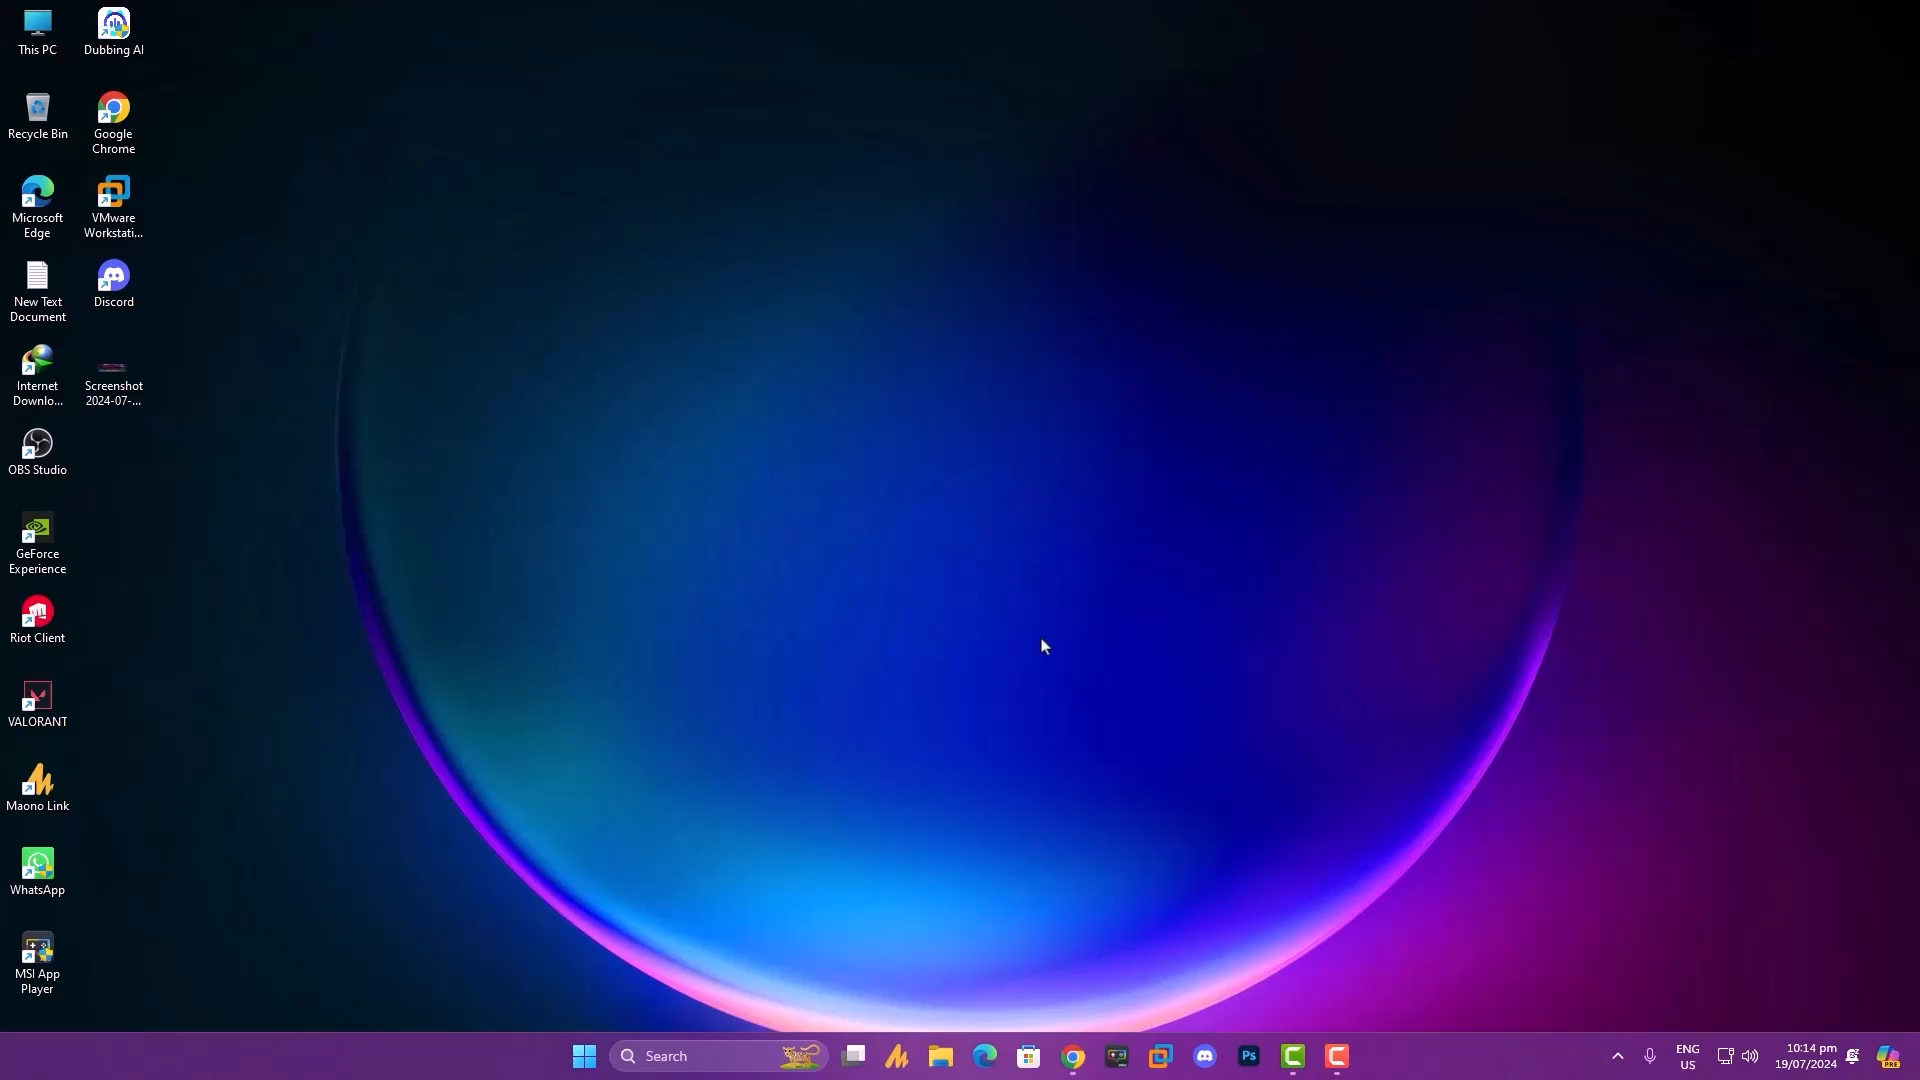 This PC
Dubbing AI
Recycle Bin
Google
Chrome
Microsoft
Edge
VMware
Workstati...
New Text
Document
Discord
Internet
Downlo...
Screenshot
2024-07-...
OBS Studio
GeForce
Experience
Riot Client
VALORANT
Maono Link
WhatsApp
MSI App
Player
Search
Ps
ENG
US
10:14 pm
19/07/2024
PRE